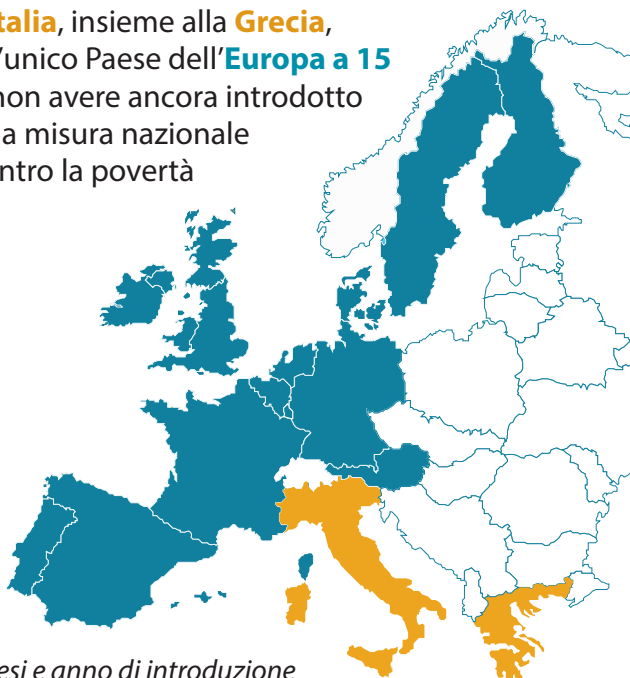 talia, insieme alla Grecia,
'unico Paese dell'Europa a 15
non avere ancora introdotto
a misura nazionale
ntro la povertà
esi e anno di introduzione